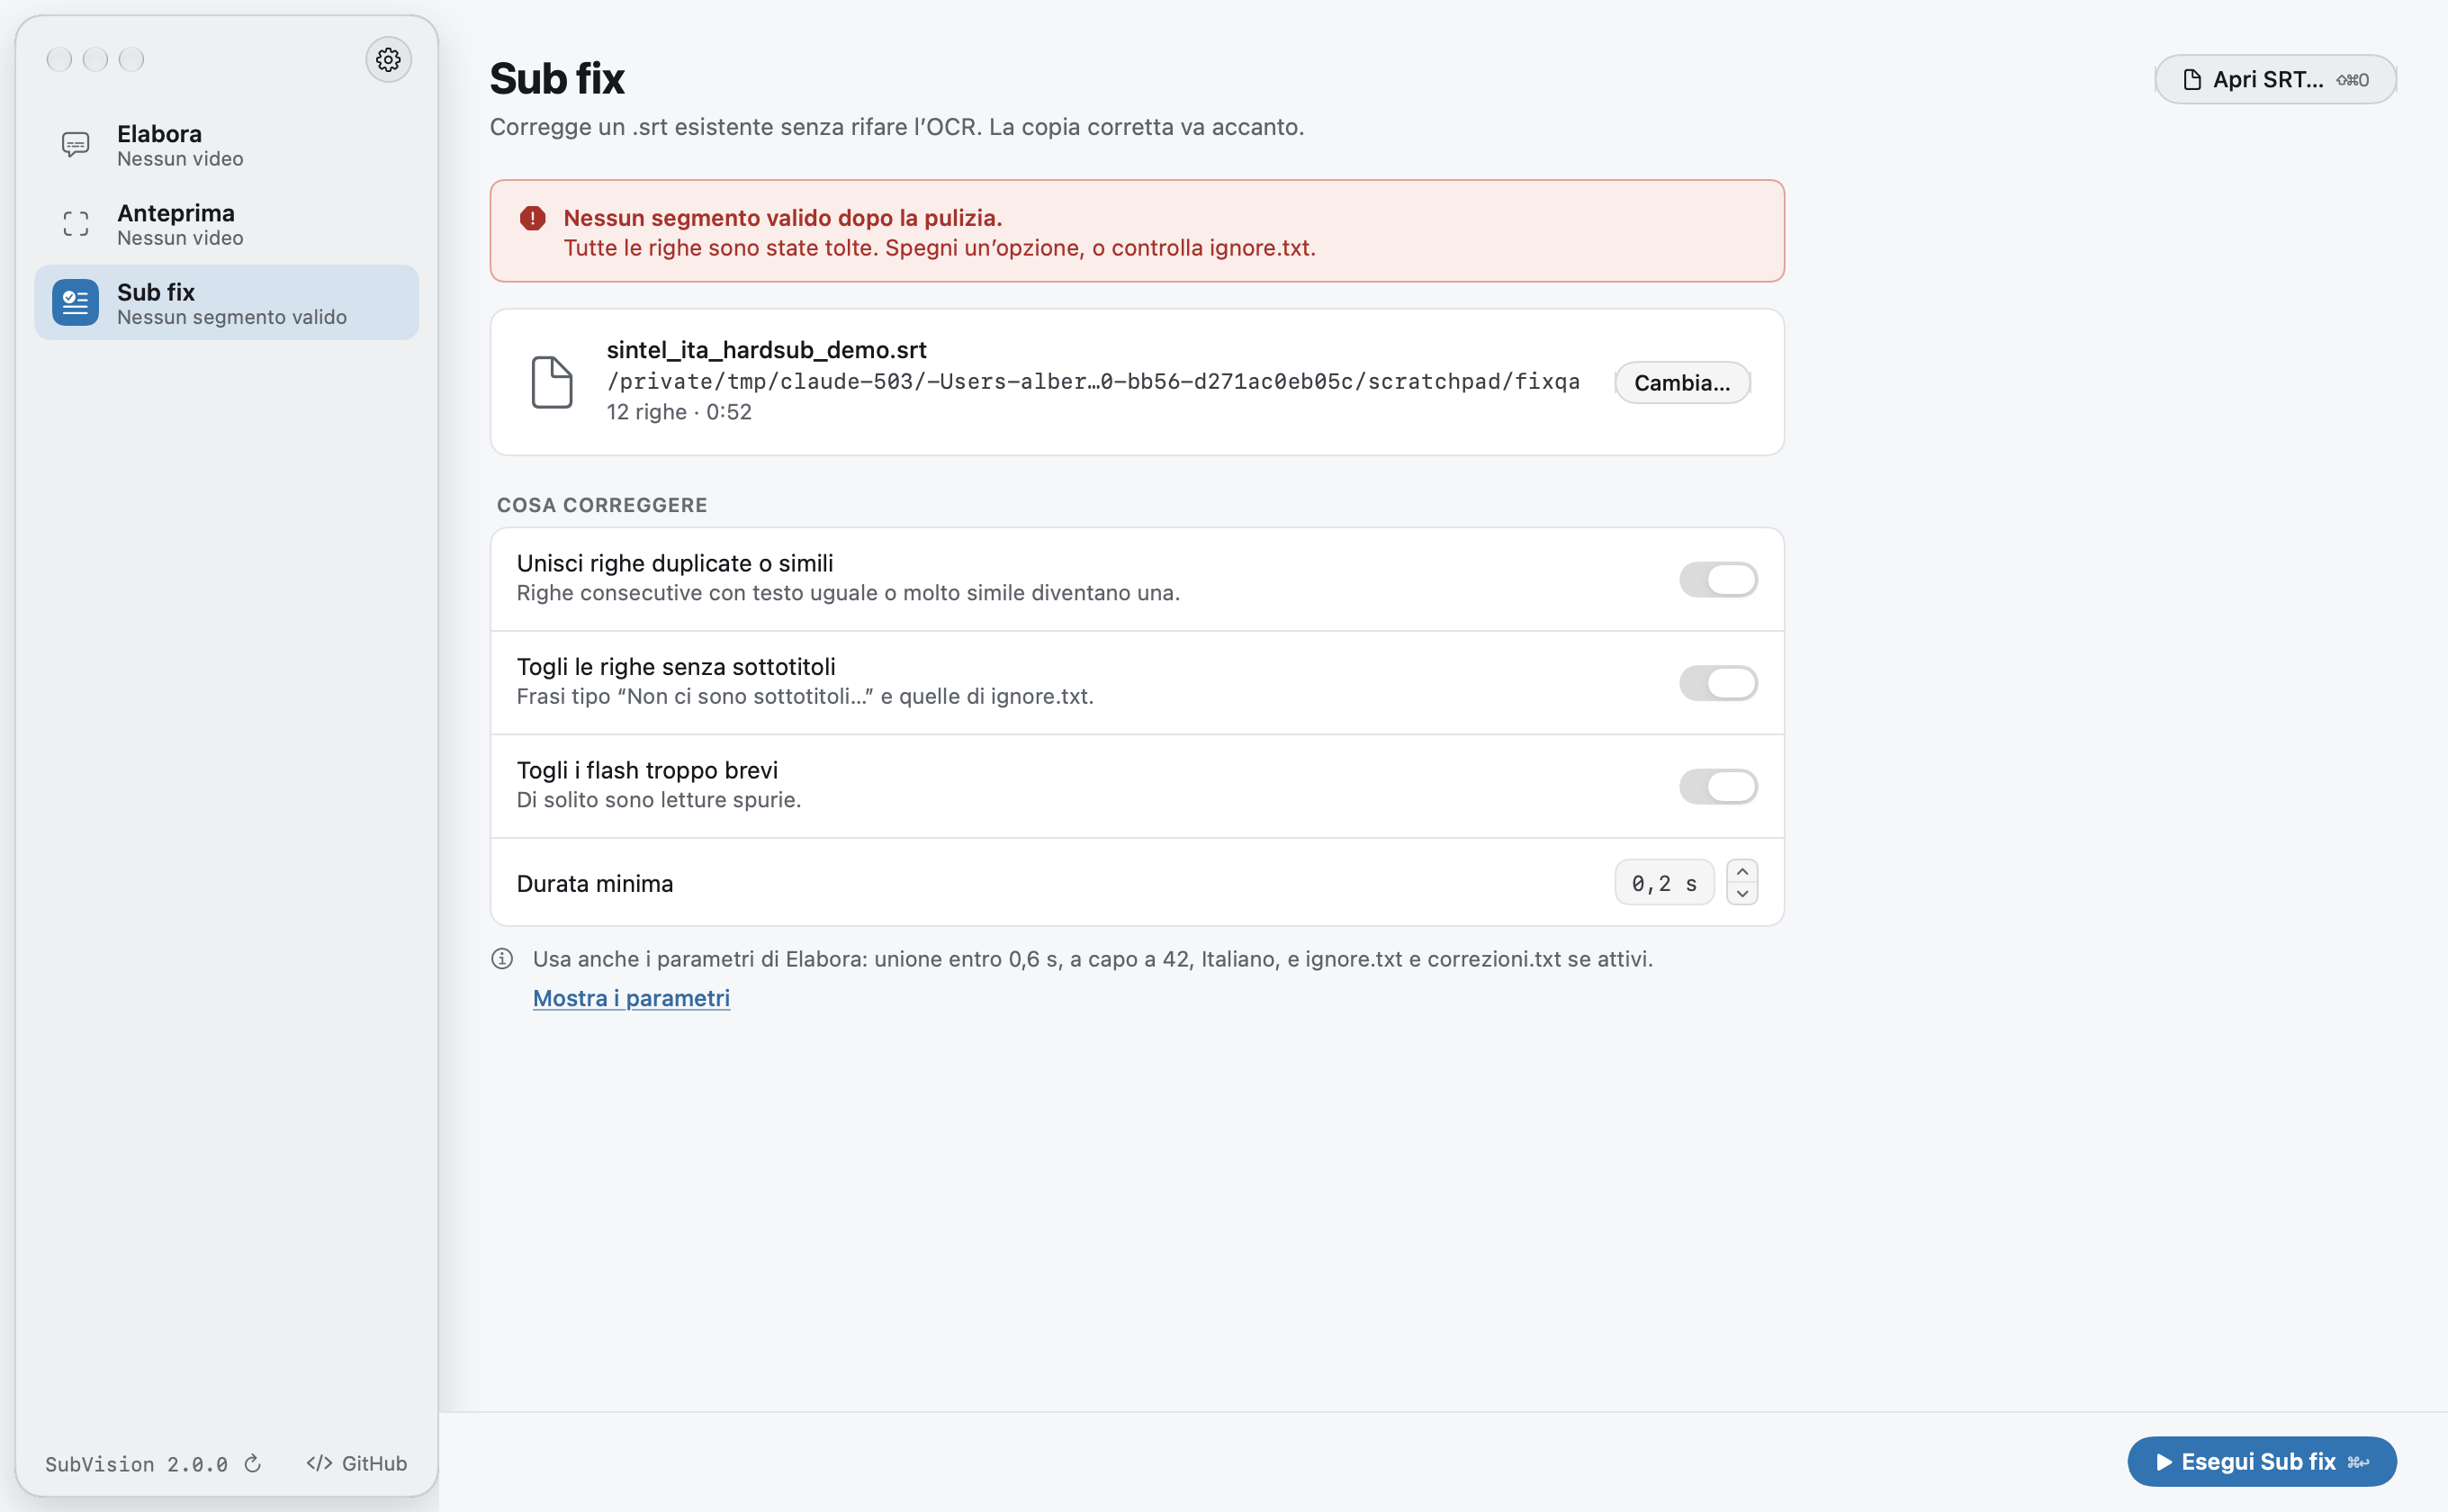 Elabora
Nessun video
Anteprima
Nessun video
Sub fix
Nessun segmento valido
SubVision 2.0.0
</> GitHub
Sub fix
Corregge un .srt esistente senza rifare l’OCR. La copia corretta va accanto.
Apri SRT... ⇧⌘O
Nessun segmento valido dopo la pulizia.
Tutte le righe sono state tolte. Spegni un’opzione, o controlla ignore.txt.
sintel_ita_hardsub_demo.srt
/private/tmp/claude-503/-Users-alber…0-bb56-d271ac0eb05c/scratchpad/fixqa
12 righe · 0:52
Cambia...
COSA CORREGGERE
Unisci righe duplicate o simili
Righe consecutive con testo uguale o molto simile diventano una.
Togli le righe senza sottotitoli
Frasi tipo “Non ci sono sottotitoli...” e quelle di ignore.txt.
Togli i flash troppo brevi
Di solito sono letture spurie.
Durata minima
0,2 s
Usa anche i parametri di Elabora: unione entro 0,6 s, a capo a 42, Italiano, e ignore.txt e correzioni.txt se attivi.
Mostra i parametri
Esegui Sub fix ⌘↩